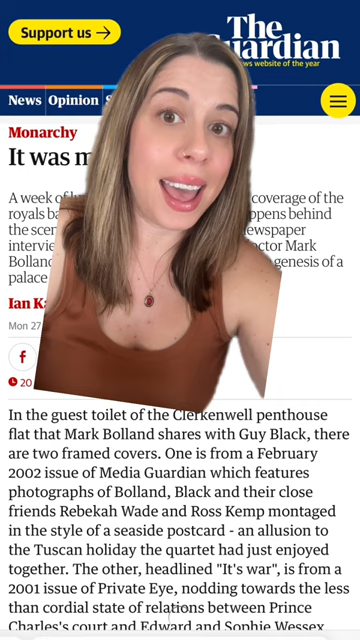 Support us →
The
Guardian
news website of the year
News Opinion
Monarchy
It was
A week of coverage of the
royals happens behind
the newspaper
Mark
Bolland genesis of a
palace
Ian
Mon 27
20
In the guest toilet of the Clerkenwell penthouse
flat that Mark Bolland shares with Guy Black, there
are two framed covers. One is from a February
2002 issue of Media Guardian which features
photographs of Bolland, Black and their close
friends Rebekah Wade and Ross Kemp montaged
in the style of a seaside postcard - an allusion to
the Tuscan holiday the quartet had just enjoyed
together. The other, headlined "It's war", is from a
2001 issue of Private Eye, nodding towards the less
than cordial state of relations between Prince
Charles's court and Edward and Sophie Wessex